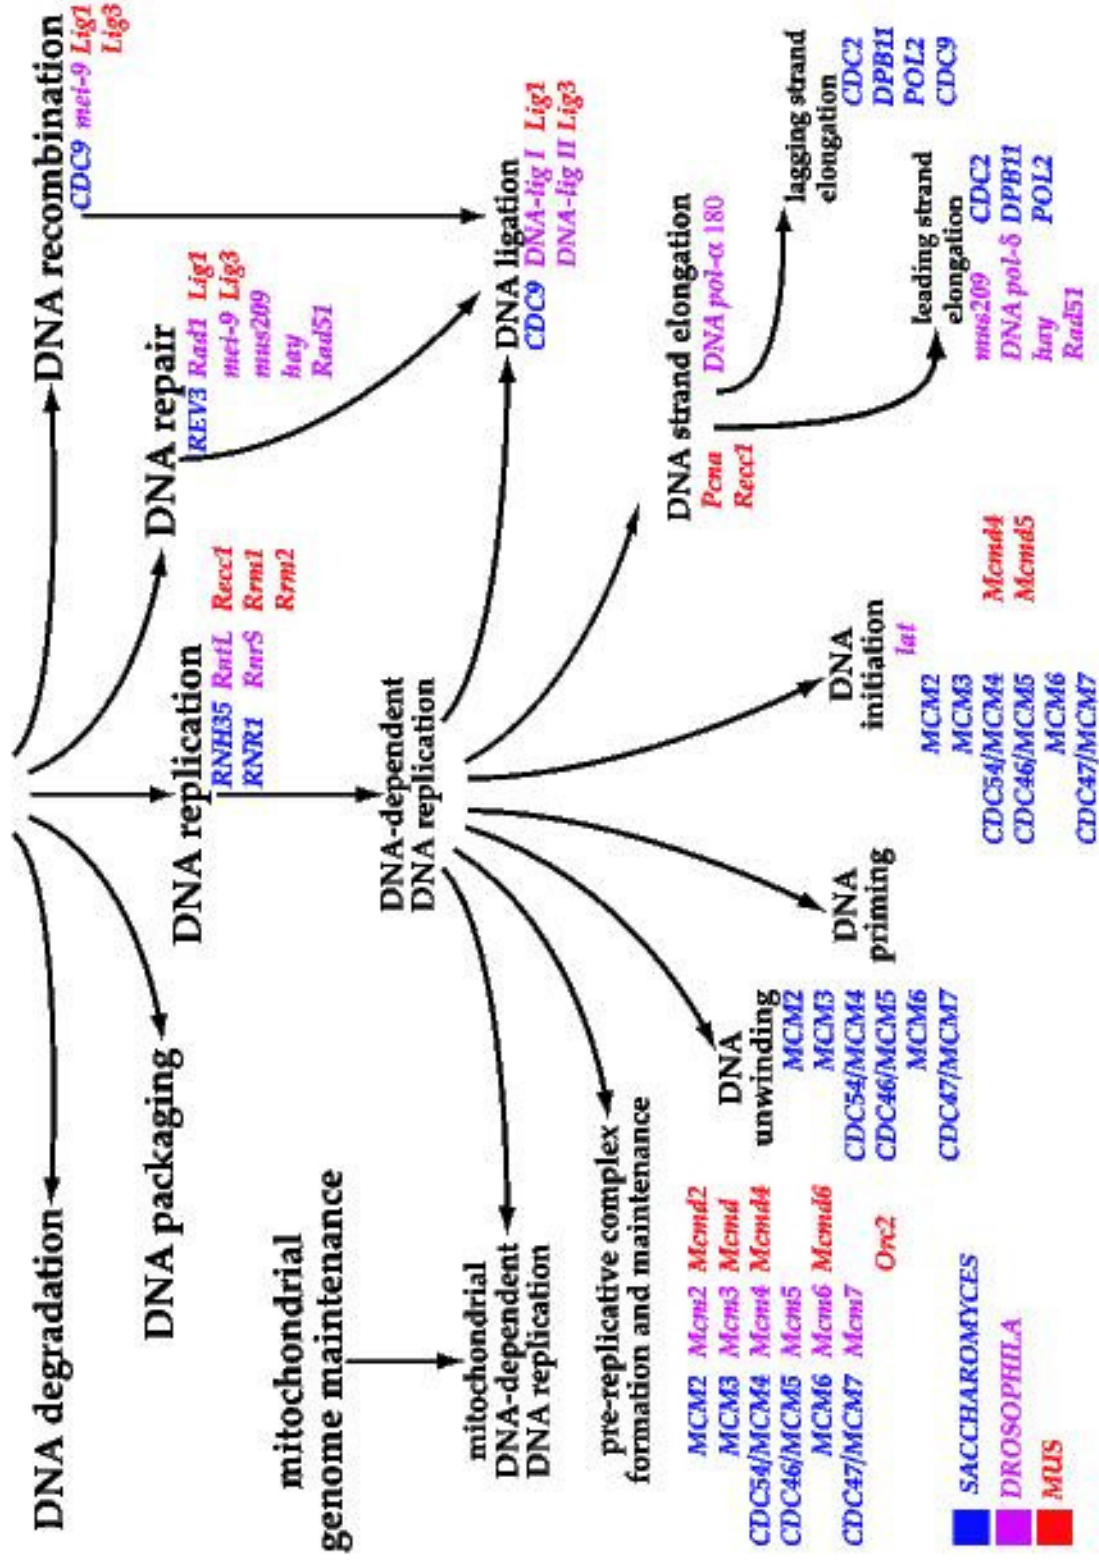 DNA degradation
DNA recombination
CDC9 mei-9 Lig1
Lig3
DNA packaging
DNA repair
REV3 Rad1 Lig1
mei-9 Lig3
mus209
hay
Rad51
DNA replication
RNH35 RntL Recc1
RNR1 RnrS Rrm1
Rrm2
mitochondrial
genome maintenance
DNA-dependent
DNA replication
DNA ligation
CDC9 DNA-lig I Lig1
DNA-lig II Lig3
mitochondrial
DNA-dependent
DNA replication
pre-replicative complex
formation and maintenance
MCM2 Mcm2 Mcmd2
MCM3 Mcm3 Mcmd
CDC54/MCM4 Mcm4 Mcmd4
CDC46/MCM5 Mcm5
MCM6 Mcm6 Mcmd6
CDC47/MCM7 Mcm7
Orc2
DNA
unwinding
MCM2
MCM3
CDC54/MCM4
CDC46/MCM5
MCM6
CDC47/MCM7
DNA
priming
DNA
initiation
lat
MCM2
MCM3
CDC54/MCM4 Mcmd4
CDC46/MCM5 Mcmd5
MCM6
CDC47/MCM7
DNA strand elongation
Pcna DNA pol-α 180
Recc1
lagging strand
elongation
CDC2
DPB11
POL2
CDC9
leading strand
elongation
mus209 CDC2
DNA pol-δ DPB11
hay POL2
Rad51
SACCHAROMYCES
DROSOPHILA
MUS